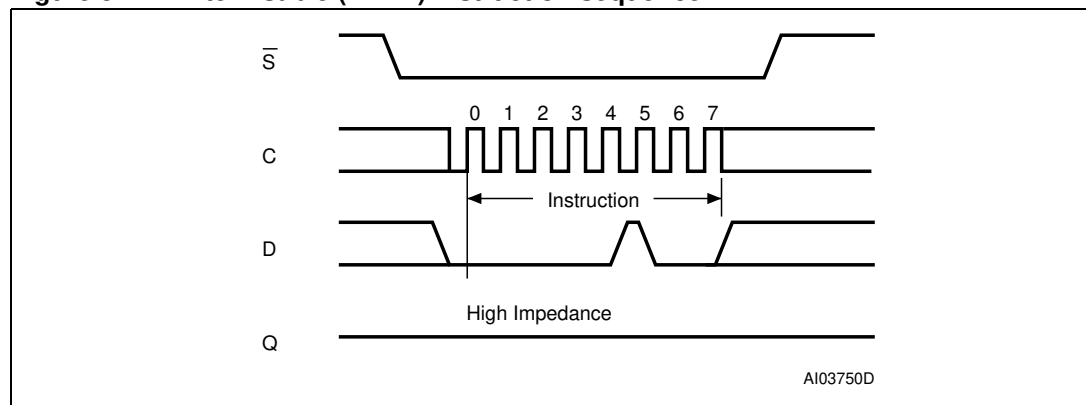 S̅
0 1 2 3 4 5 6 7
C
Instruction
D
High Impedance
Q
AI03750D